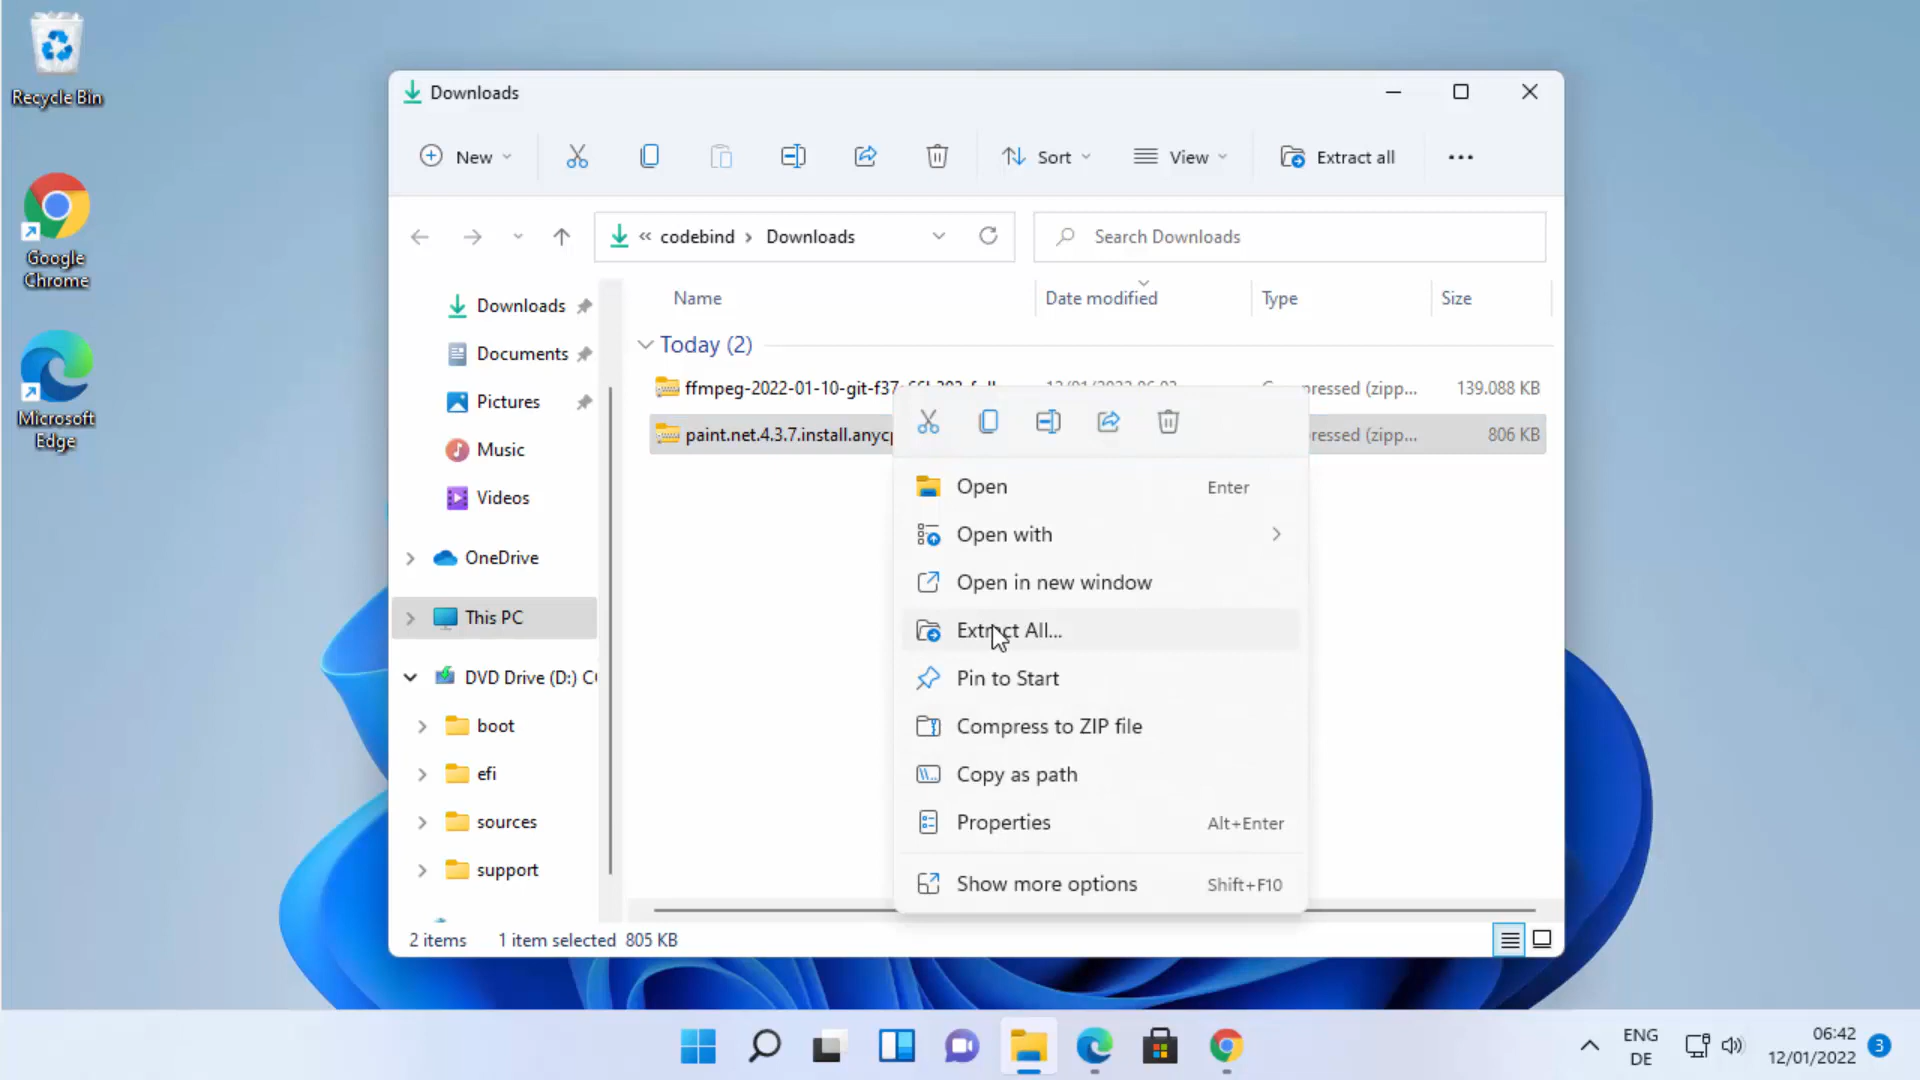 Recycle Bin
Google
Chrome
Microsoft
Edge
Downloads
New
Sort
View
Extract all
« codebind > Downloads
Search Downloads
Name
Date modified
Type
Size
Downloads
Documents
Pictures
Music
Videos
OneDrive
This PC
DVD Drive (D:) C
boot
efi
sources
support
Today (2)
ffmpeg-2022-01-10-git-f37 139.088 KB
paint.net.4.3.7.install.anyc (zipp... 806 KB
Open Enter
Open with
Open in new window
Extract All...
Pin to Start
Compress to ZIP file
Copy as path
Properties Alt+Enter
Show more options Shift+F10
2 items 1 item selected 805 KB
ENG
DE
06:42
12/01/2022
3